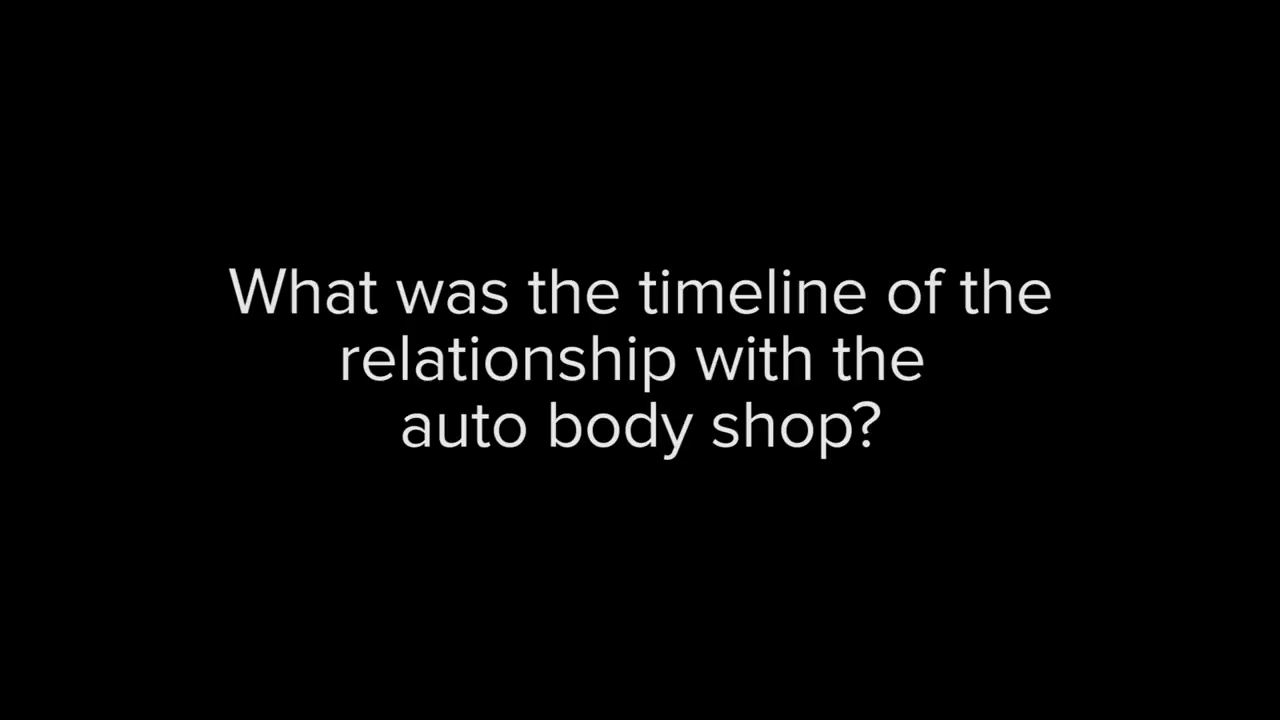 What was the timeline of the
relationship with the
auto body shop?